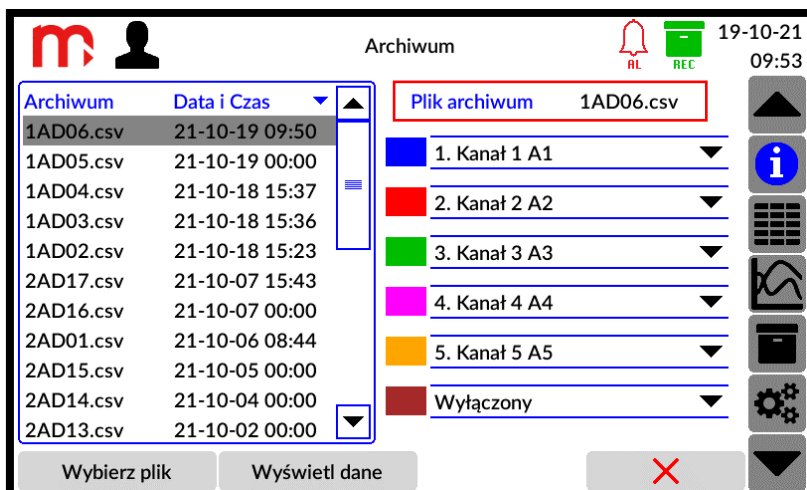 m
Archiwum
AL
REC
19-10-21
09:53
Archiwum Data i Czas
1AD06.csv 21-10-19 09:50
1AD05.csv 21-10-19 00:00
1AD04.csv 21-10-18 15:37
1AD03.csv 21-10-18 15:36
1AD02.csv 21-10-18 15:23
2AD17.csv 21-10-07 15:43
2AD16.csv 21-10-07 00:00
2AD01.csv 21-10-06 08:44
2AD15.csv 21-10-05 00:00
2AD14.csv 21-10-04 00:00
2AD13.csv 21-10-02 00:00
Plik archiwum 1AD06.csv
1. Kanał 1 A1
2. Kanał 2 A2
3. Kanał 3 A3
4. Kanał 4 A4
5. Kanał 5 A5
Wyłączony
i
Wybierz plik
Wyświetl dane